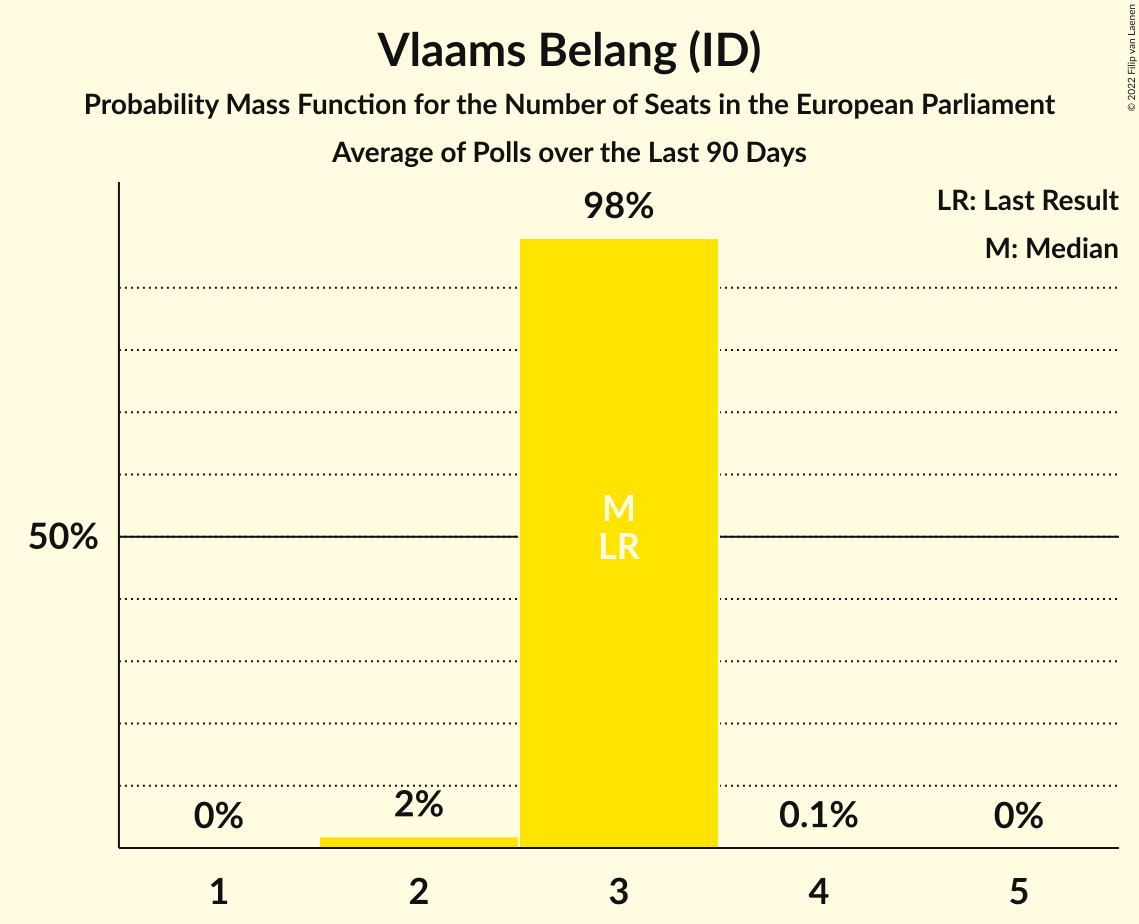 Vlaams Belang (ID)
Probability Mass Function for the Number of Seats in the European Parliament
Average of Polls over the Last 90 Days
© 2022 Filip van Laenen
LR: Last Result
M: Median
98%
50%
M
LR
0%
2%
0.1%
0%
1
2
3
4
5